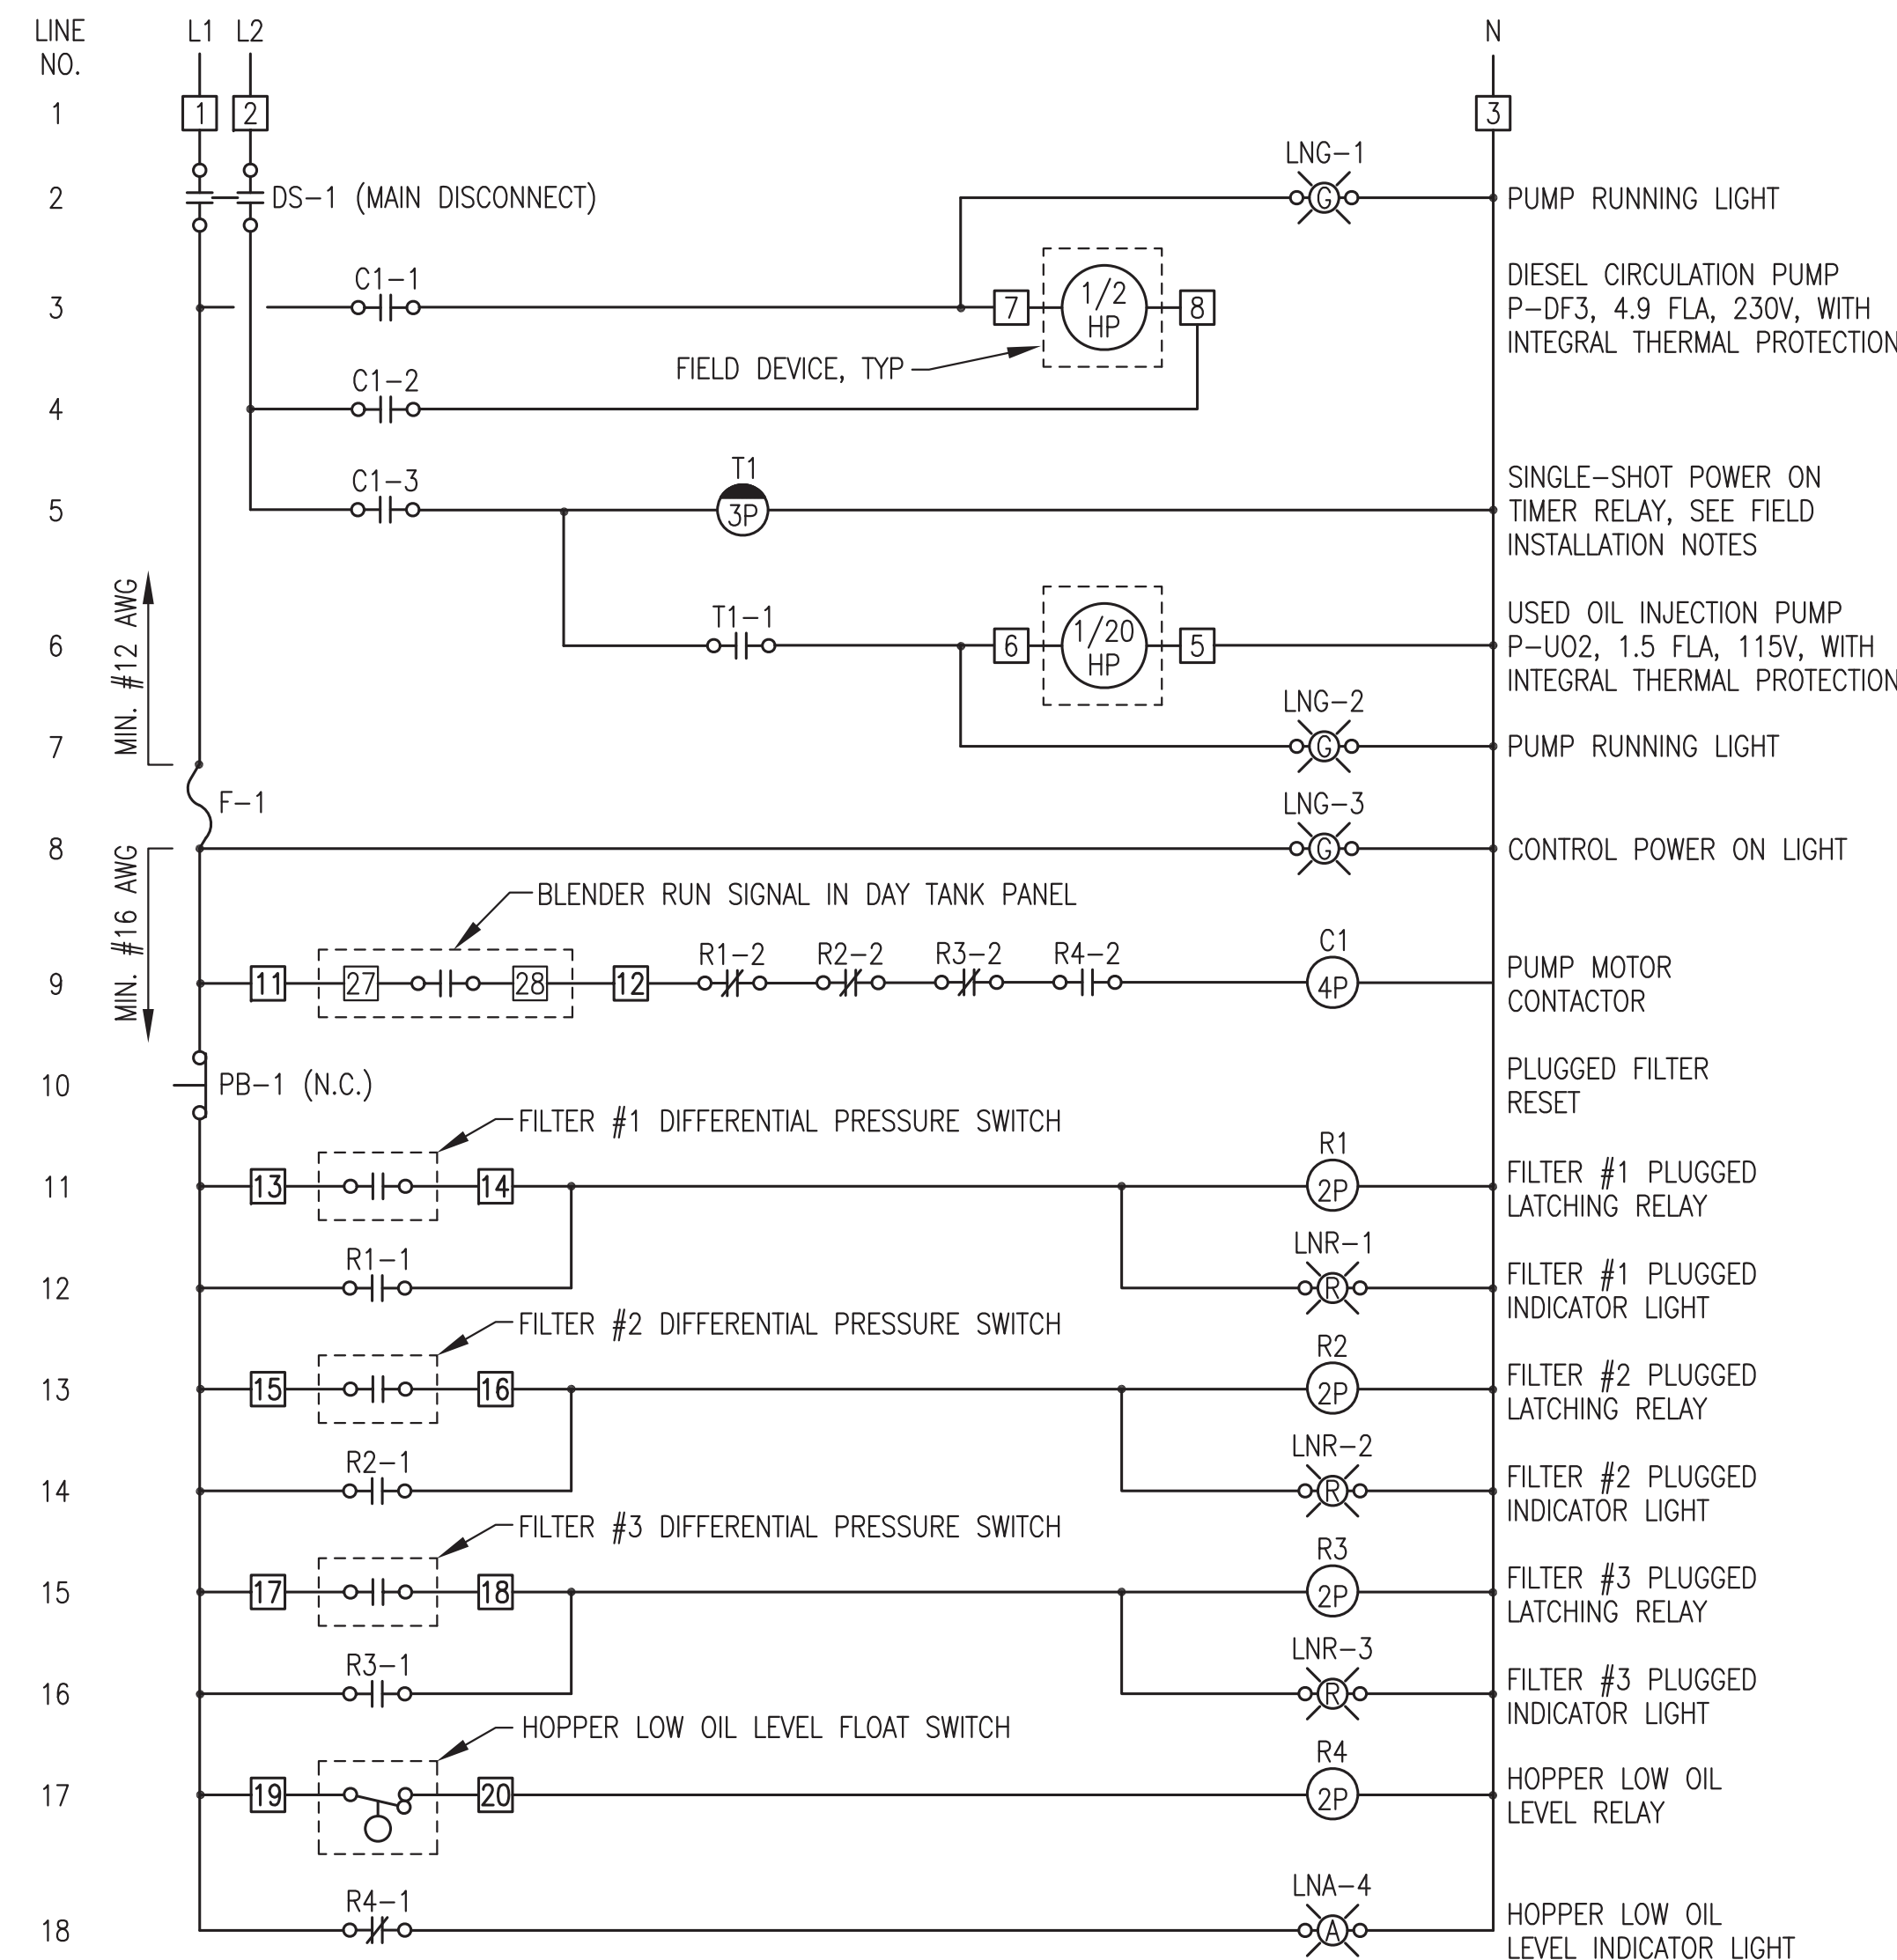 LINE NO.
L1 L2 N
1
1 2 3
LNG-1
2
DS-1 (MAIN DISCONNECT)
G
PUMP RUNNING LIGHT
C1-1
3
7
1/2 HP
8
DIESEL CIRCULATION PUMP
P-DF3, 4.9 FLA, 230V, WITH
INTEGRAL THERMAL PROTECTION
FIELD DEVICE, TYP
C1-2
4
C1-3
T1
5
3P
SINGLE-SHOT POWER ON
TIMER RELAY, SEE FIELD
INSTALLATION NOTES
MIN. #12 AWG
T1-1
6
6
1/20 HP
5
USED OIL INJECTION PUMP
P-UO2, 1.5 FLA, 115V, WITH
INTEGRAL THERMAL PROTECTION
LNG-2
7
G
PUMP RUNNING LIGHT
F-1
LNG-3
8
G
CONTROL POWER ON LIGHT
MIN. #16 AWG
BLENDER RUN SIGNAL IN DAY TANK PANEL
R1-2 R2-2 R3-2 R4-2 C1
9
11 27 28 12
4P
PUMP MOTOR
CONTACTOR
10
PB-1 (N.C.)
PLUGGED FILTER
RESET
FILTER #1 DIFFERENTIAL PRESSURE SWITCH
R1
11
13 14
2P
FILTER #1 PLUGGED
LATCHING RELAY
R1-1
LNR-1
12
R
FILTER #1 PLUGGED
INDICATOR LIGHT
FILTER #2 DIFFERENTIAL PRESSURE SWITCH
R2
13
15 16
2P
FILTER #2 PLUGGED
LATCHING RELAY
R2-1
LNR-2
14
R
FILTER #2 PLUGGED
INDICATOR LIGHT
FILTER #3 DIFFERENTIAL PRESSURE SWITCH
R3
15
17 18
2P
FILTER #3 PLUGGED
LATCHING RELAY
R3-1
LNR-3
16
R
FILTER #3 PLUGGED
INDICATOR LIGHT
HOPPER LOW OIL LEVEL FLOAT SWITCH
R4
17
19 20
2P
HOPPER LOW OIL
LEVEL RELAY
R4-1
LNA-4
18
A
HOPPER LOW OIL
LEVEL INDICATOR LIGHT